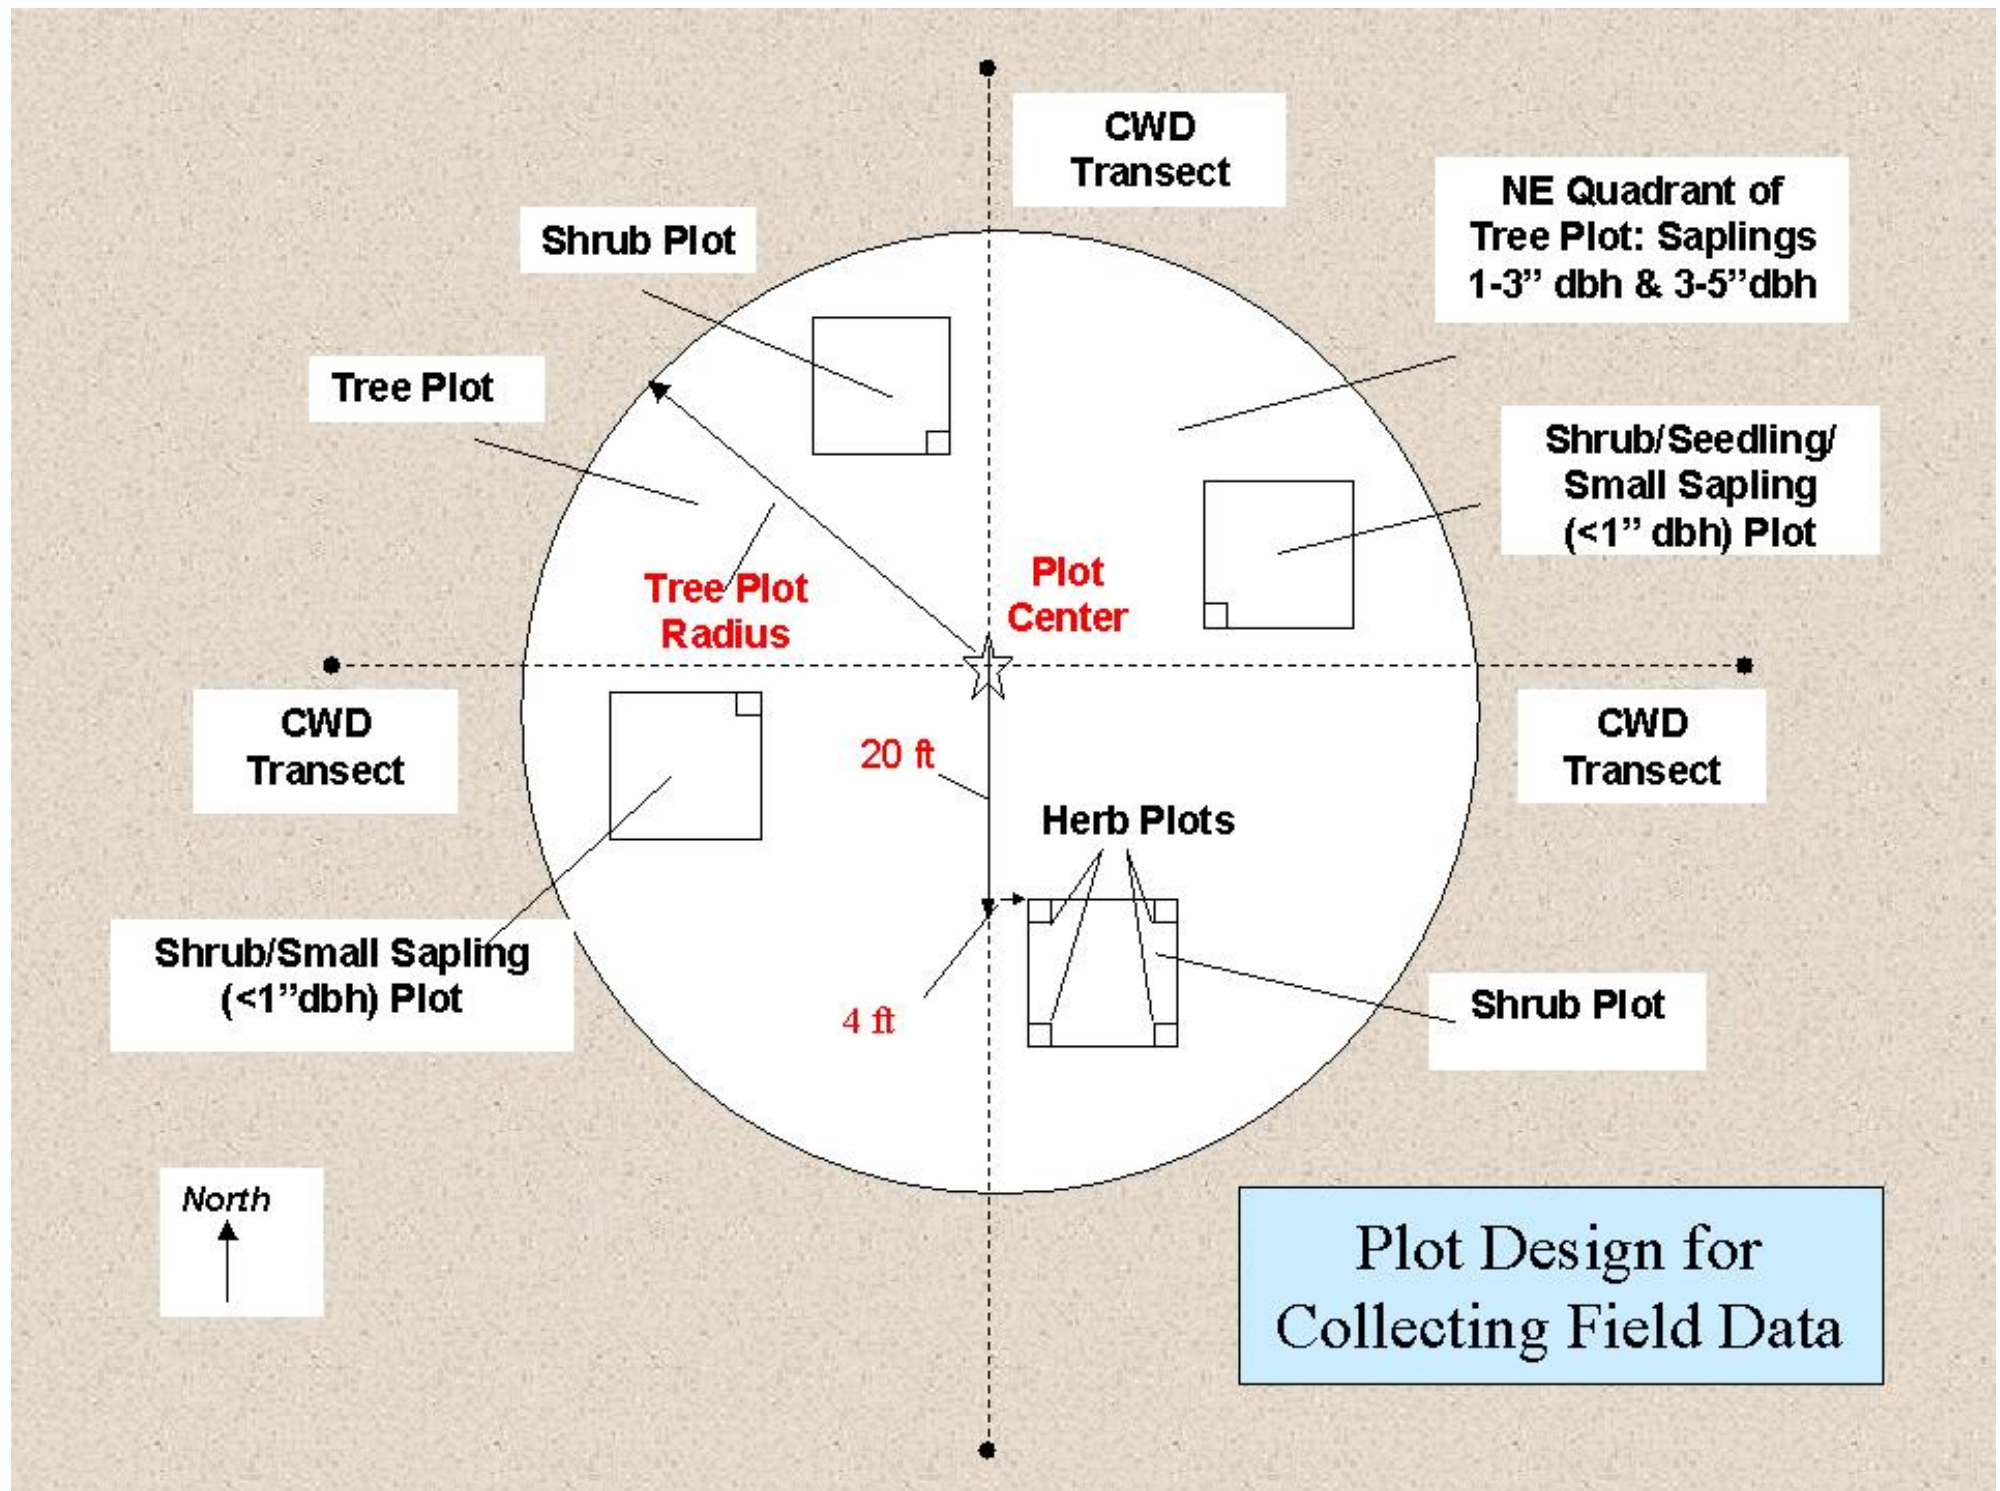 CWD
Transect
NE Quadrant of
Tree Plot: Saplings
1-3” dbh & 3-5”dbh
Shrub Plot
Tree Plot
Shrub/Seedling/
Small Sapling
(<1” dbh) Plot
Plot
Center
Tree Plot
Radius
CWD
Transect
CWD
Transect
20 ft
Herb Plots
Shrub/Small Sapling
(<1”dbh) Plot
4 ft
Shrub Plot
North
Plot Design for
Collecting Field Data